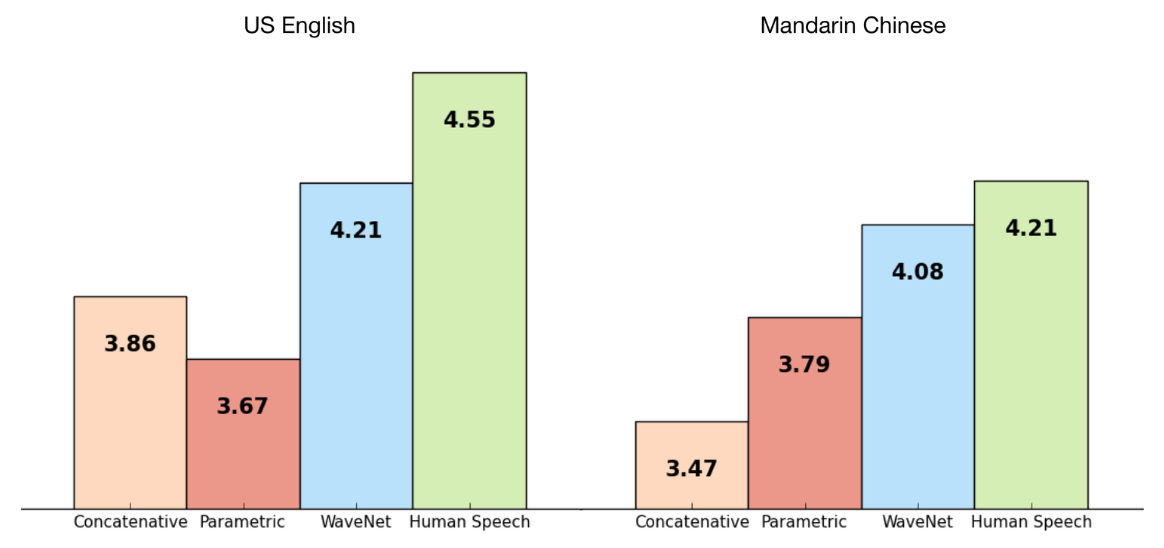 US English
4.55
4.21
3.86
3.67
Concatenative Parametric WaveNet Human Speech
Mandarin Chinese
4.21
4.08
3.79
3.47
Concatenative Parametric WaveNet Human Speech